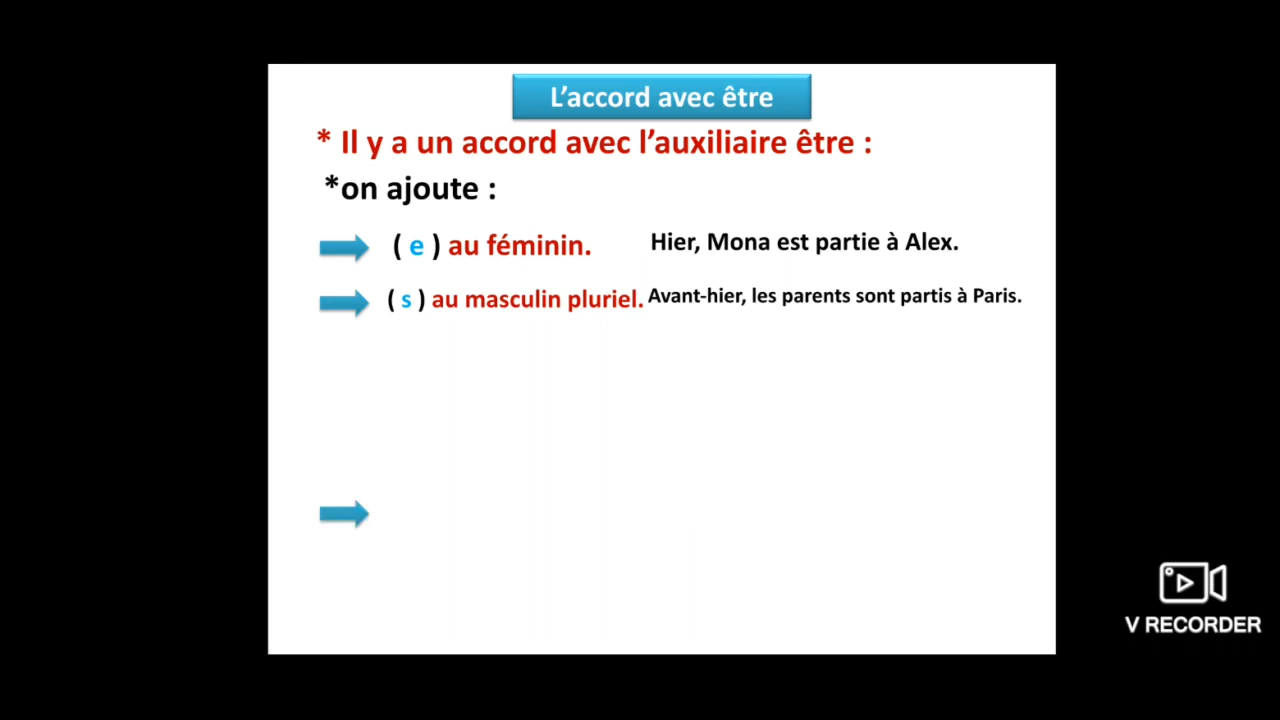 L’accord avec être
* Il y a un accord avec l’auxiliaire être :
*on ajoute :
( e ) au féminin. Hier, Mona est partie à Alex.
( s ) au masculin pluriel. Avant-hier, les parents sont partis à Paris.
V RECORDER